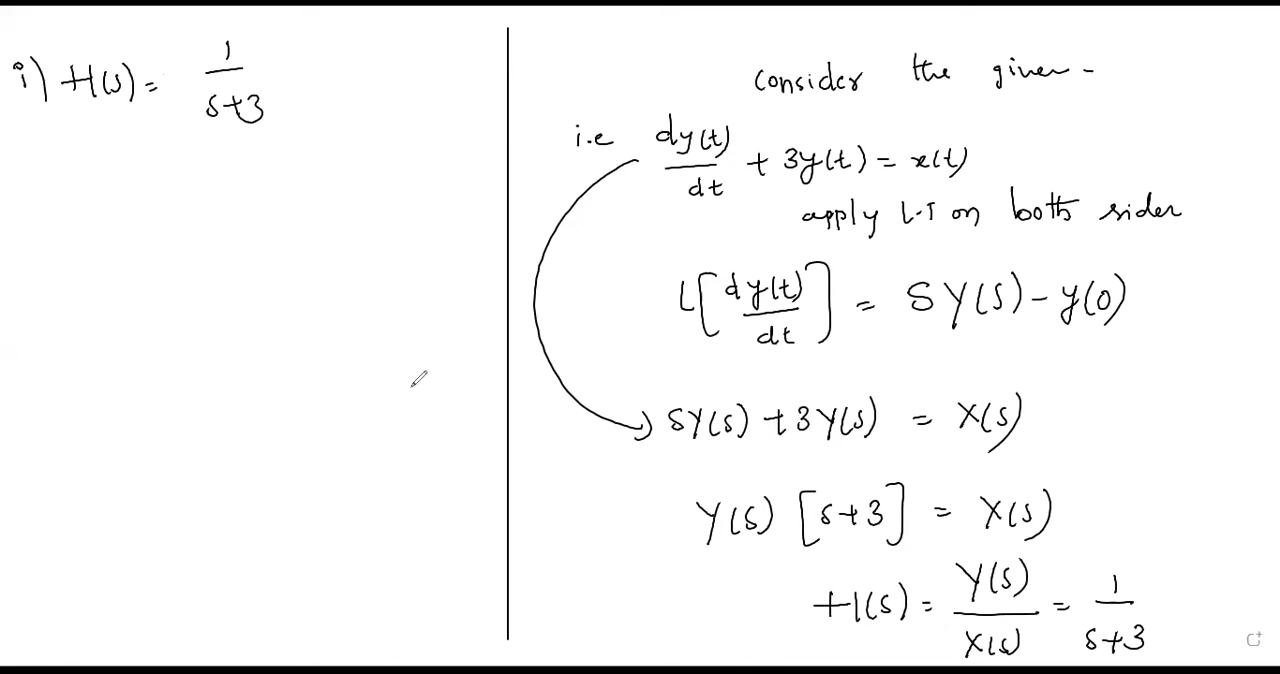 i) H(s) = 1/(s+3)
consider the given -
i.e dy(t)/dt + 3y(t) = x(t)
apply L.T on both sides
L[dy(t)/dt] = SY(S) - y(0)
SY(s) + 3Y(s) = X(s)
Y(s) [s+3] = X(s)
H(s) = Y(s)/X(s) = 1/(s+3)